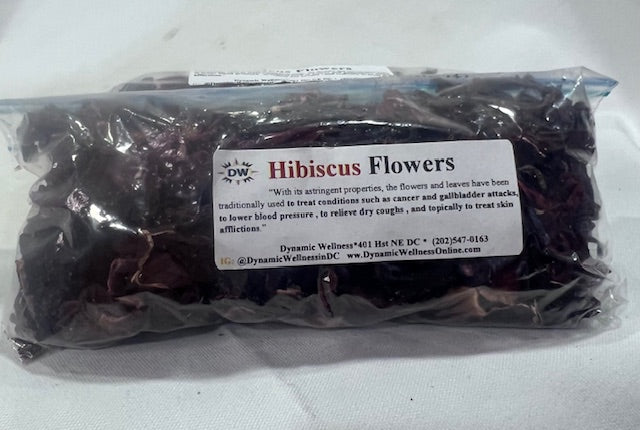 Flowers
DW Hibiscus Flowers
"With its astringent properties, the flowers and leaves have been
traditionally used to treat conditions such as cancer and gallbladder attacks,
to lower blood pressure , to relieve dry coughs , and topically to treat skin
afflictions."
Dynamic Wellness*401 Hst NE DC * (202)547-0163
IG: @DynamicWellnessinDC www.DynamicWellnessOnline.com